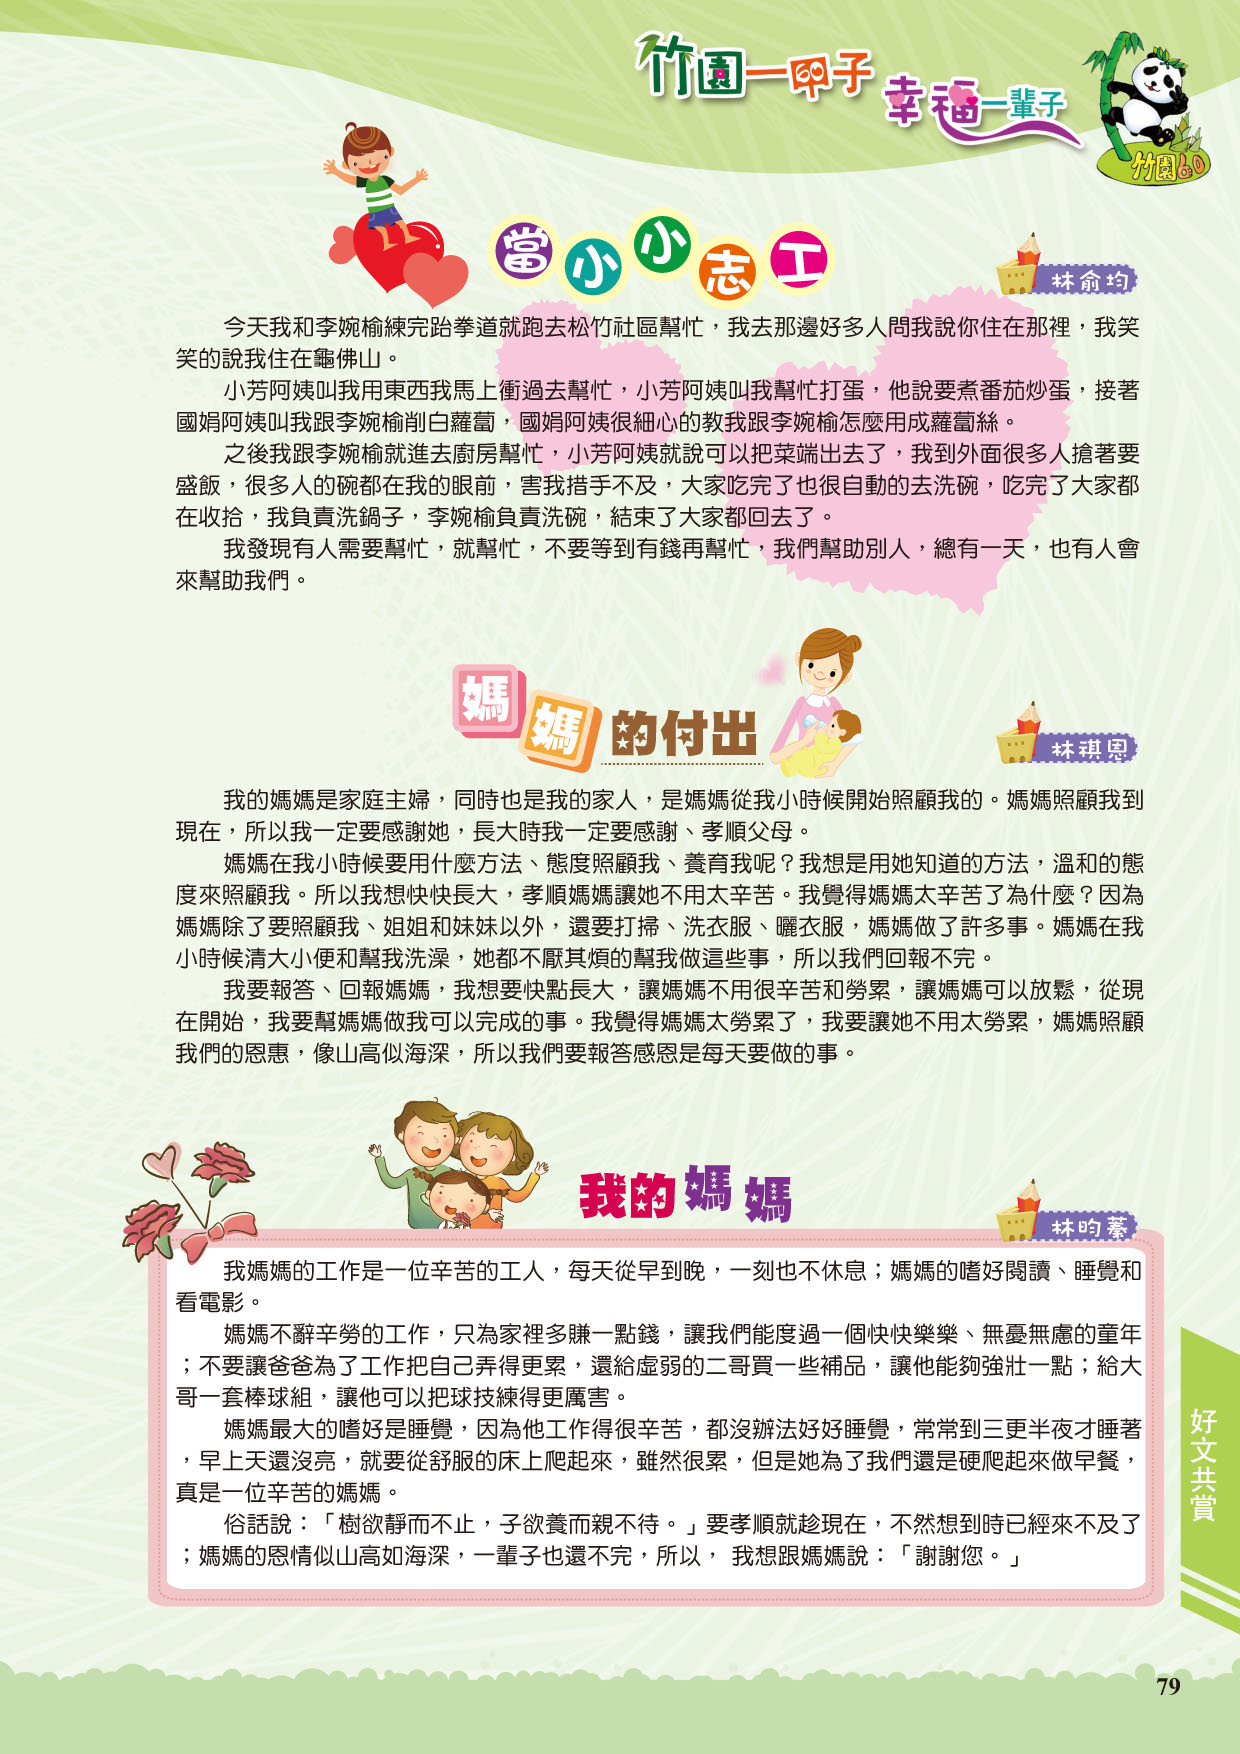 竹園一甲子
幸福一輩子
竹園60
當小小志工
林俞均
今天我和李婉榆練完跆拳道就跑去松竹社區幫忙，我去那邊好多人問我說你住在那裡，我笑
笑的說我住在龜佛山。
小芳阿姨叫我用東西我馬上衝過去幫忙，小芳阿姨叫我幫忙打蛋，他說要煮番茄炒蛋，接著
國娟阿姨叫我跟李婉榆削白蘿蔔，國娟阿姨很細心的教我跟李婉榆怎麼用成蘿蔔絲。
之後我跟李婉榆就進去廚房幫忙，小芳阿姨就說可以把菜端出去了，我到外面很多人搶著要
盛飯，很多人的碗都在我的眼前，害我措手不及，大家吃完了也很自動的去洗碗，吃完了大家都
在收拾，我負責洗鍋子，李婉榆負責洗碗，結束了大家都回去了。
我發現有人需要幫忙，就幫忙，不要等到有錢再幫忙，我們幫助別人，總有一天，也有人會
來幫助我們。
媽媽的付出
林琪恩
我的媽媽是家庭主婦，同時也是我的家人，是媽媽從我小時候開始照顧我的。媽媽照顧我到
現在，所以我一定要感謝她，長大時我一定要感謝、孝順父母。
媽媽在我小時候要用什麼方法、態度照顧我、養育我呢？我想是用她知道的方法，溫和的態
度來照顧我。所以我想快快長大，孝順媽媽讓她不用太辛苦。我覺得媽媽太辛苦了為什麼？因為
媽媽除了要照顧我、姐姐和妹妹以外，還要打掃、洗衣服、曬衣服，媽媽做了許多事。媽媽在我
小時候清大小便和幫我洗澡，她都不厭其煩的幫我做這些事，所以我們回報不完。
我要報答、回報媽媽，我想要快點長大，讓媽媽不用很辛苦和勞累，讓媽媽可以放鬆，從現
在開始，我要幫媽媽做我可以完成的事。我覺得媽媽太勞累了，我要讓她不用太勞累，媽媽照顧
我們的恩惠，像山高似海深，所以我們要報答感恩是每天要做的事。
我的媽媽
林昀蓁
我媽媽的工作是一位辛苦的工人，每天從早到晚，一刻也不休息；媽媽的嗜好閱讀、睡覺和
看電影。
媽媽不辭辛勞的工作，只為家裡多賺一點錢，讓我們能度過一個快快樂樂、無憂無慮的童年
；不要讓爸爸為了工作把自己弄得更累，還給虛弱的二哥買一些補品，讓他能夠強壯一點；給大
哥一套棒球組，讓他可以把球技練得更厲害。
媽媽最大的嗜好是睡覺，因為他工作得很辛苦，都沒辦法好好睡覺，常常到三更半夜才睡著
，早上天還沒亮，就要從舒服的床上爬起來，雖然很累，但是她為了我們還是硬爬起來做早餐，
真是一位辛苦的媽媽。
俗話說：「樹欲靜而不止，子欲養而親不待。」要孝順就趁現在，不然想到時已經來不及了
；媽媽的恩情似山高如海深，一輩子也還不完，所以， 我想跟媽媽說：「謝謝您。」
好文共賞
79